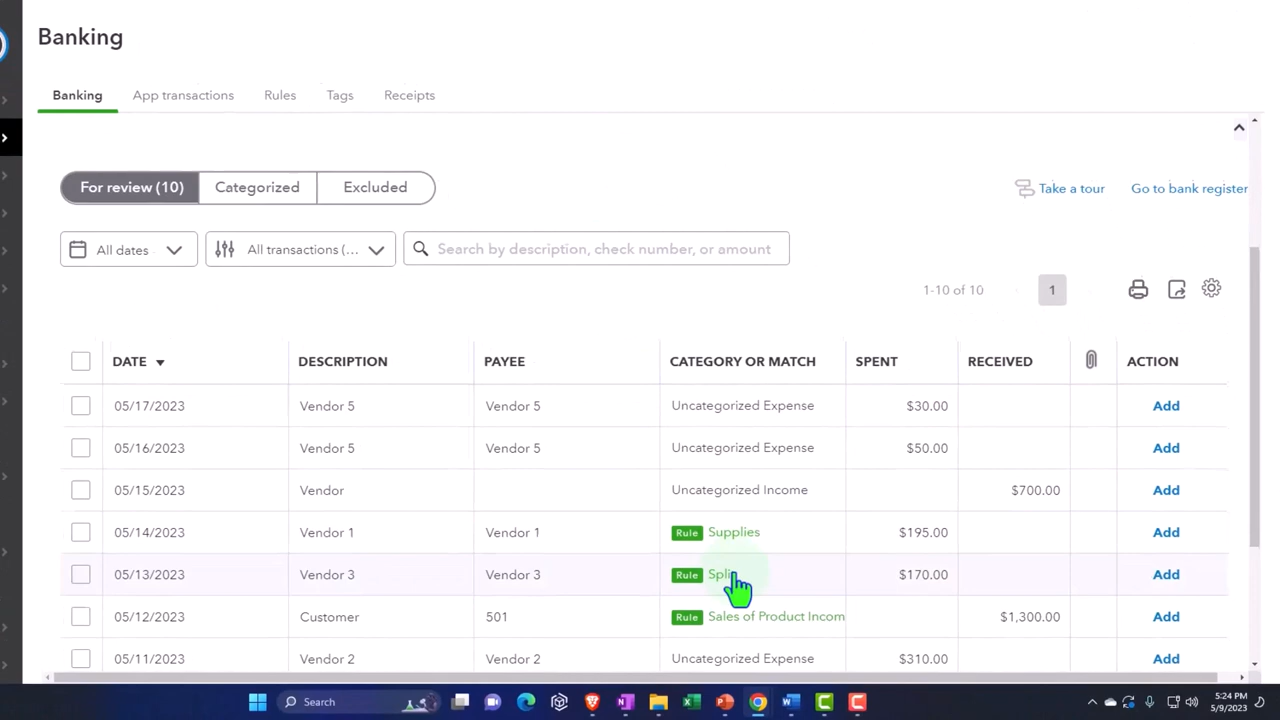 Banking
Banking App transactions Rules Tags Receipts
For review (10) Categorized Excluded
Take a tour Go to bank register
All dates All transactions (... Search by description, check number, or amount
1-10 of 10 1
DATE DESCRIPTION PAYEE CATEGORY OR MATCH SPENT RECEIVED ACTION
05/17/2023 Vendor 5 Vendor 5 Uncategorized Expense $30.00 Add
05/16/2023 Vendor 5 Vendor 5 Uncategorized Expense $50.00 Add
05/15/2023 Vendor Uncategorized Income $700.00 Add
05/14/2023 Vendor 1 Vendor 1 Rule Supplies $195.00 Add
05/13/2023 Vendor 3 Vendor 3 Rule $170.00 Add
05/12/2023 Customer 501 Rule Sales of Product Incom $1,300.00 Add
05/11/2023 Vendor 2 Vendor 2 Uncategorized Expense $310.00 Add
Search
5:24 PM
5/9/2023